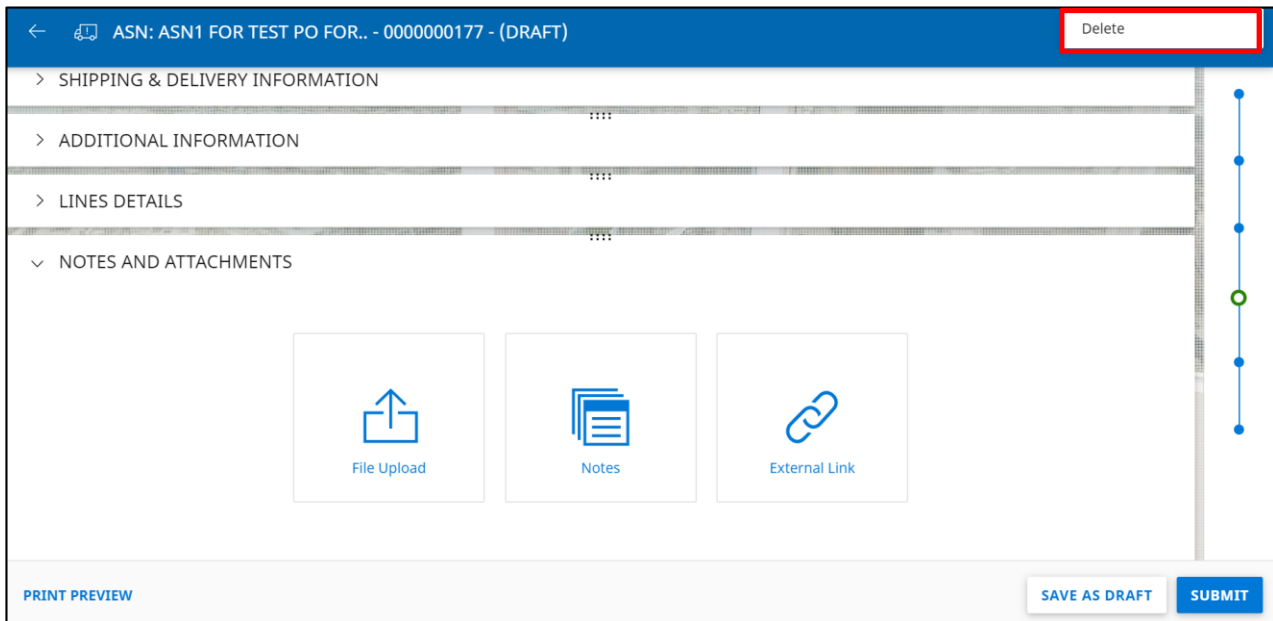 ASN: ASN1 FOR TEST PO FOR.. - 0000000177 - (DRAFT)
Delete
SHIPPING & DELIVERY INFORMATION
ADDITIONAL INFORMATION
LINES DETAILS
NOTES AND ATTACHMENTS
File Upload
Notes
External Link
PRINT PREVIEW
SAVE AS DRAFT
SUBMIT